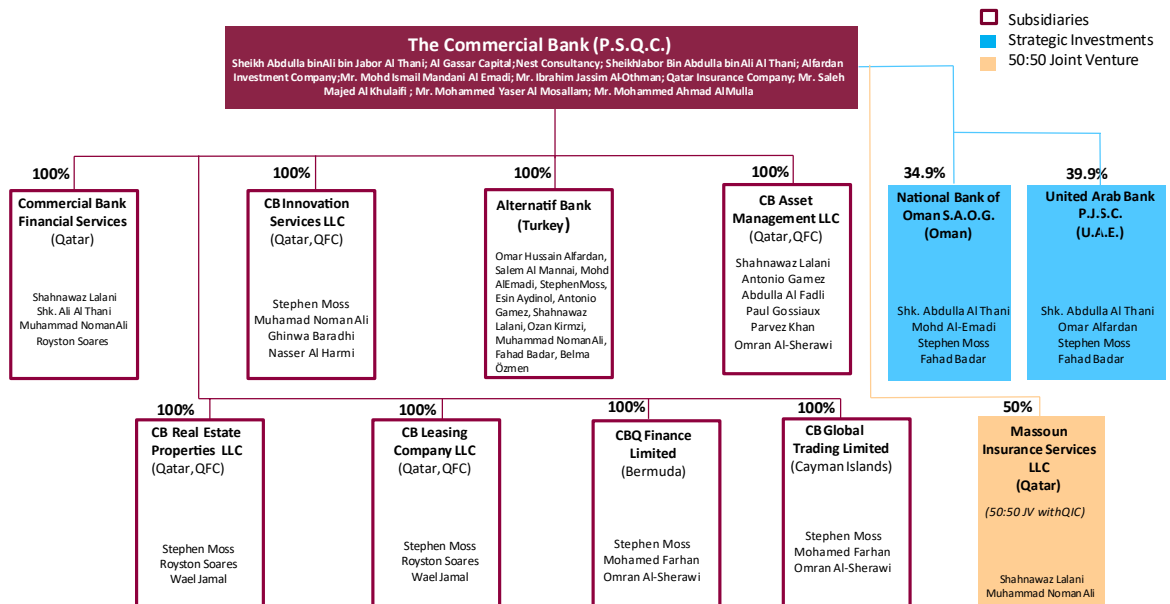 Subsidiaries
Strategic Investments
50:50 Joint Venture
The Commercial Bank (P.S.Q.C.)
Sheikh Abdulla binAli bin Jabor Al Thani; Al Gassar Capital;Nest Consultancy; SheikhJabor Bin Abdulla binAli Al Thani; Alfardan
Investment Company;Mr. Mohd Ismail Mandani Al Emadi; Mr. Ibrahim Jassim Al-Othman; Qatar Insurance Company; Mr. Saleh
Majed Al Khulaifi ; Mr. Mohammed Yaser Al Mosallam; Mr. Mohammed Ahmad AlMulla
100%
Commercial Bank
Financial Services
(Qatar)
Shahnawaz Lalani
Shk. Ali Al Thani
Muhammad NomanAli
Royston Soares
100%
CB Innovation
Services LLC
(Qatar, QFC)
Stephen Moss
Muhamad NomanAli
Ghinwa Baradhi
Nasser Al Harmi
100%
Alternatif Bank
(Turkey)
Omar Hussain Alfardan,
Salem Al Mannai, Mohd
AlEmadi, StephenMoss,
Esin Aydinol, Antonio
Gamez, Shahnawaz
Lalani, Ozan Kirmzi,
Muhammad NomanAli,
Fahad Badar, Belma
Özmen
100%
CB Asset
Management LLC
(Qatar, QFC)
Shahnawaz Lalani
Antonio Gamez
Abdulla Al Fadli
Paul Gossiaux
Parvez Khan
Omran Al-Sherawi
34.9%
National Bank of
Oman S.A.O.G.
(Oman)
Shk. Abdulla Al Thani
Mohd Al-Emadi
Stephen Moss
Fahad Badar
39.9%
United Arab Bank
P.J.S.C.
(U.A.E.)
Shk. Abdulla Al Thani
Omar Alfardan
Stephen Moss
Fahad Badar
100%
CB Real Estate
Properties LLC
(Qatar, QFC)
Stephen Moss
Royston Soares
Wael Jamal
100%
CB Leasing
Company LLC
(Qatar, QFC)
Stephen Moss
Royston Soares
Wael Jamal
100%
CBQ Finance
Limited
(Bermuda)
Stephen Moss
Mohamed Farhan
Omran Al-Sherawi
100%
CB Global
Trading Limited
(Cayman Islands)
Stephen Moss
Mohamed Farhan
Omran Al-Sherawi
50%
Massoun
Insurance Services
LLC
(Qatar)
(50:50 JV withQIC)
Shahnawaz Lalani
Muhammad NomanAli